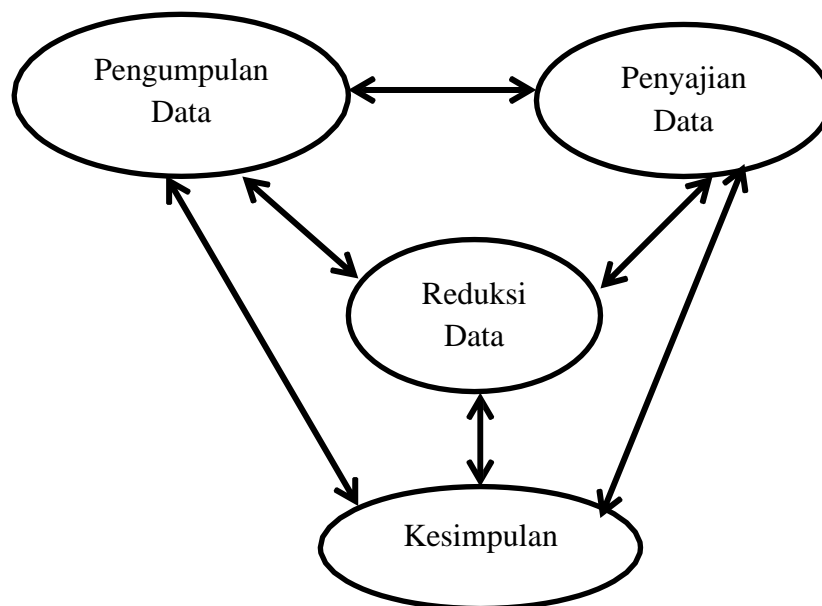 Pengumpulan
Data
Penyajian
Data
Reduksi
Data
Kesimpulan